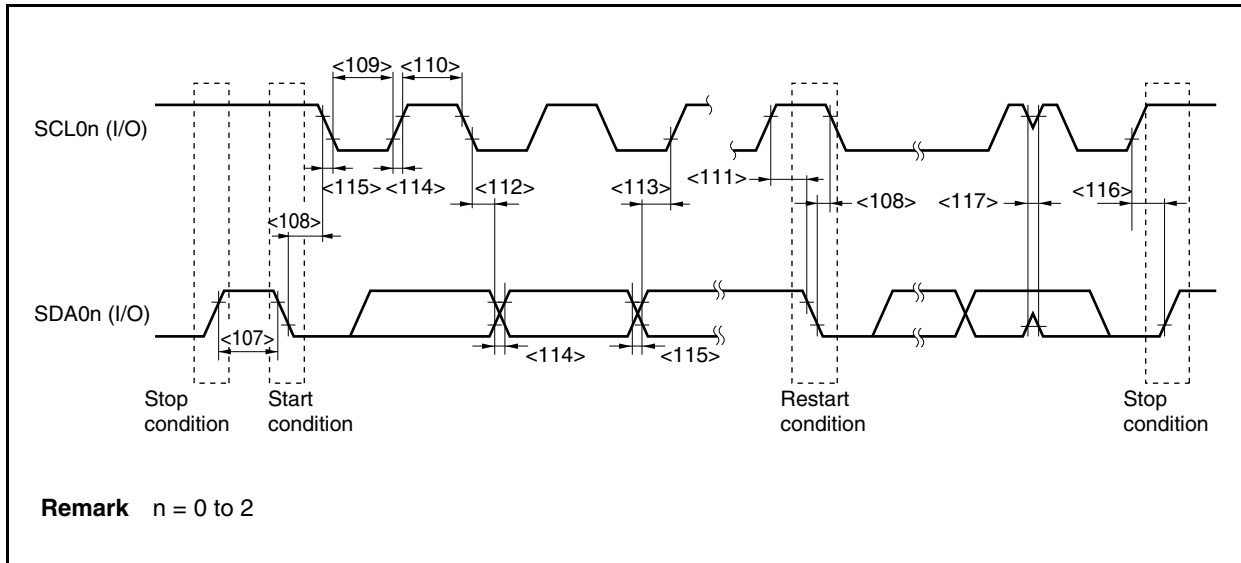 <109> <110>
SCL0n (I/O)
<115> <114> <112> <113> <111> <108> <117> <116>
<108>
SDA0n (I/O)
<107> <114> <115>
Stop condition
Start condition
Restart condition
Stop condition
Remark n = 0 to 2